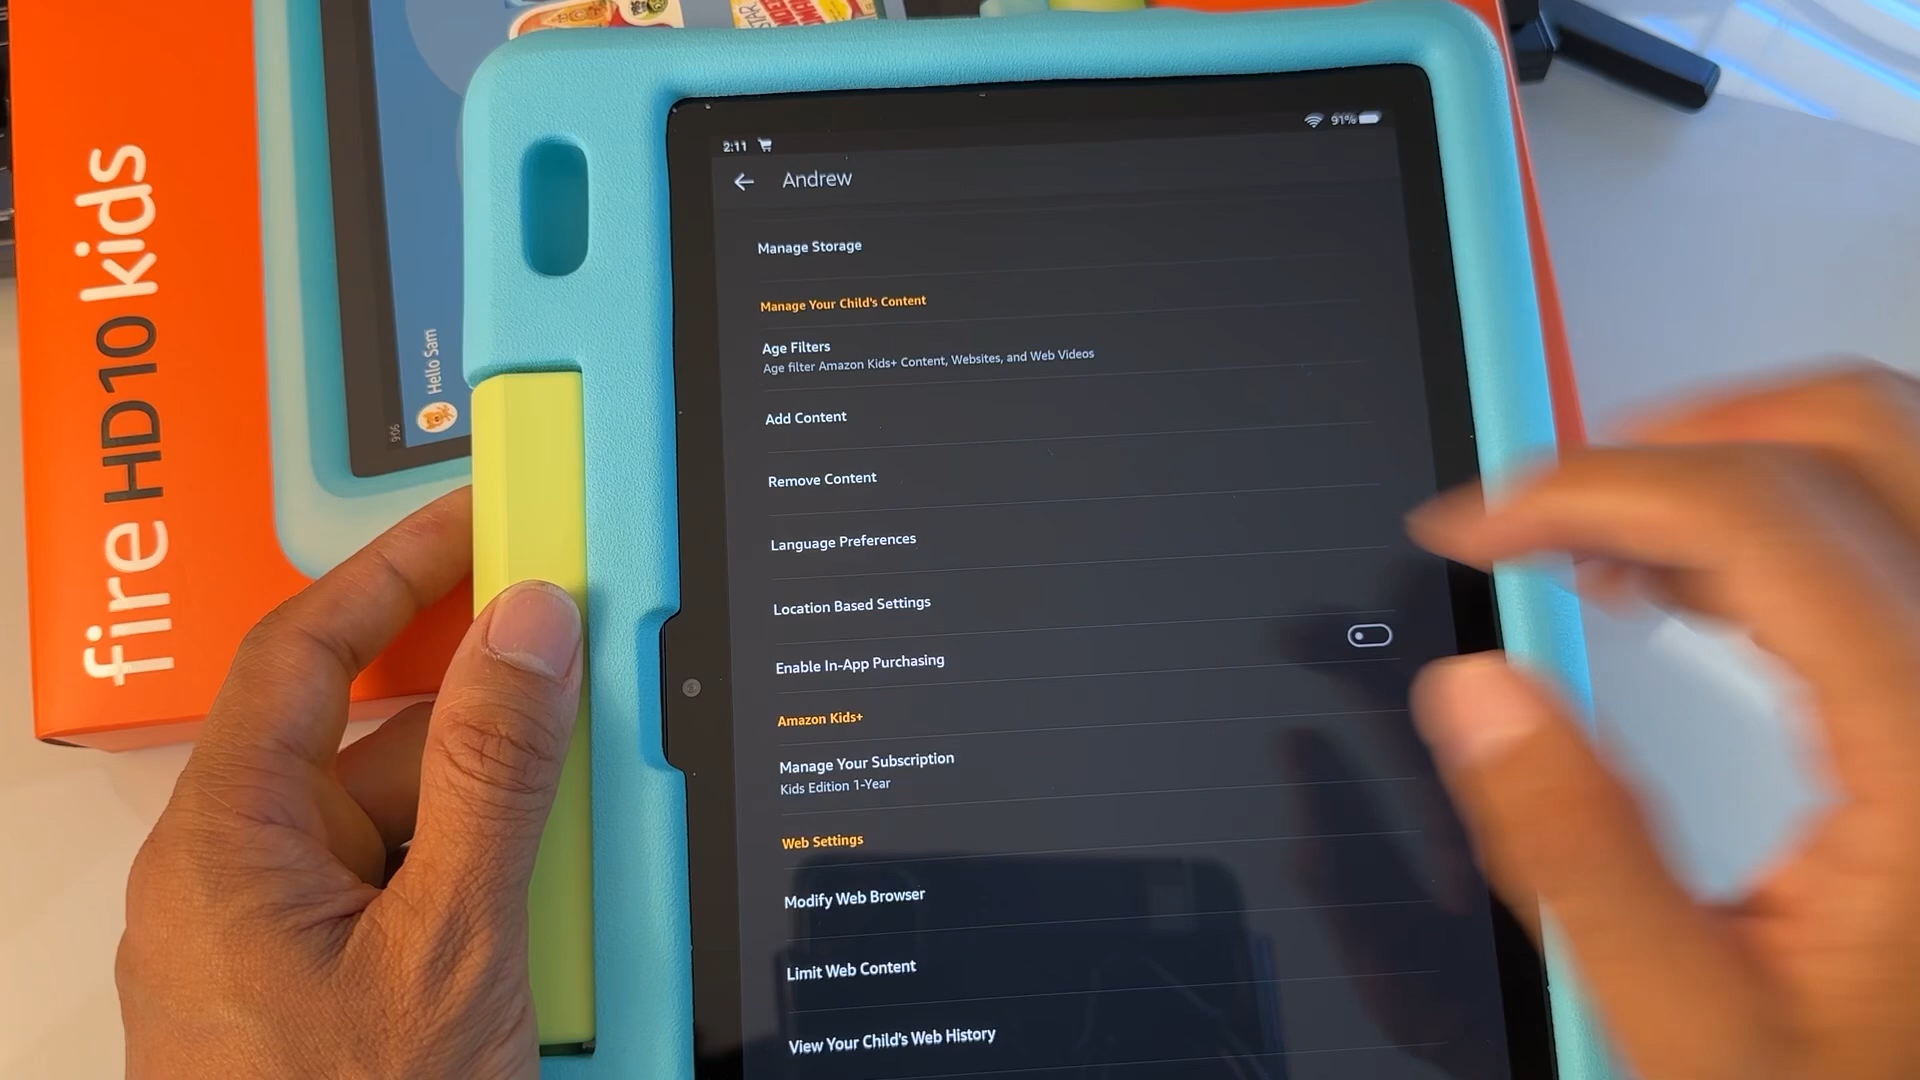 fire HD10 kids
9:06
Hello Sam
2:11
91%
Andrew
Manage Storage
Manage Your Child's Content
Age Filters
Age filter Amazon Kids+ Content, Websites, and Web Videos
Add Content
Remove Content
Language Preferences
Location Based Settings
Enable In-App Purchasing
Amazon Kids+
Manage Your Subscription
Kids Edition 1-Year
Web Settings
Modify Web Browser
Limit Web Content
View Your Child's Web History